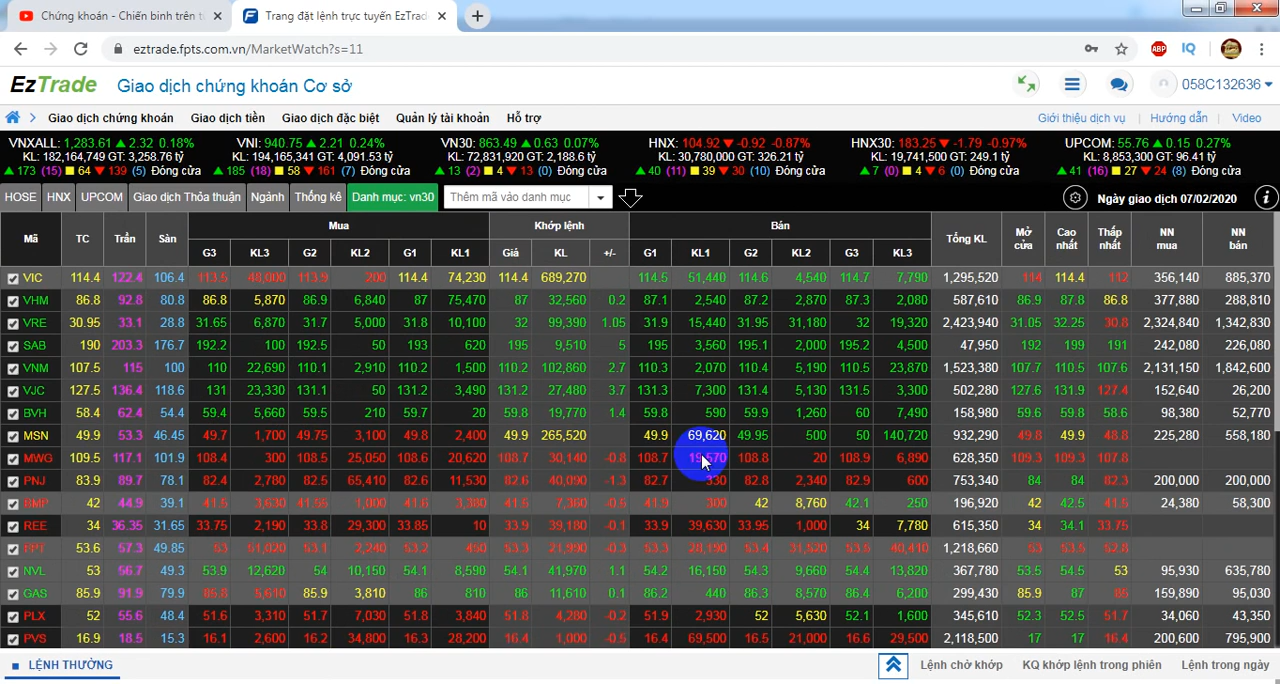 Chứng khoán - Chiến binh trên t
Trang đặt lệnh trực tuyến EzTrad
eztrade.fpts.com.vn/MarketWatch?s=11
ABP
IQ
EzTrade Giao dịch chứng khoán Cơ sở
058C132636
Giao dịch chứng khoán Giao dịch tiền Giao dịch đặc biệt Quản lý tài khoản Hỗ trợ
Giới thiệu dịch vụ | Hướng dẫn | Video
VNXALL: 1,283.61 ▲ 2.32 0.18% VNI: 940.75 ▲ 2.21 0.24% VN30: 863.49 ▲ 0.63 0.07% HNX: 104.92 ▼ -0.92 -0.87% HNX30: 183.25 ▼ -1.79 -0.97% UPCOM: 55.76 ▲ 0.15 0.27%
KL: 182,164,749 GT: 3,258.76 tỷ KL: 194,165,341 GT: 4,091.53 tỷ KL: 72,831,920 GT: 2,188.6 tỷ KL: 30,780,000 GT: 326.21 tỷ KL: 19,741,500 GT: 249.1 tỷ KL: 8,853,300 GT: 96.41 tỷ
▲ 173 (15) ■ 64 ▼ 139 (5) Đóng cửa ▲ 185 (18) ■ 58 ▼ 161 (7) Đóng cửa ▲ 13 (2) ■ 4 ▼ 13 (0) Đóng cửa ▲ 40 (11) ■ 39 ▼ 30 (10) Đóng cửa ▲ 7 (0) ■ 4 ▼ 6 (0) Đóng cửa ▲ 41 (16) ■ 27 ▼ 24 (8) Đóng cửa
HOSE HNX UPCOM Giao dịch Thỏa thuận Ngành Thống kê Danh mục: vn30 Thêm mã vào danh mục Ngày giao dịch 07/02/2020
Mã TC Trần Sàn Mua Khớp lệnh Bán Tổng KL Mở cửa Cao nhất Thấp nhất NN mua NN bán
G3 KL3 G2 KL2 G1 KL1 Giá KL +/- G1 KL1 G2 KL2 G3 KL3
VIC 114.4 122.4 106.4 113.5 48,000 113.9 200 114.4 74,230 114.4 689,270 114.5 51,440 114.6 4,540 114.7 7,790 1,295,520 114 114.4 112 356,140 885,370
VHM 86.8 92.8 80.8 86.8 5,870 86.9 6,840 87 75,470 87 32,560 0.2 87.1 2,540 87.2 2,870 87.3 2,080 587,610 86.9 87.8 86.8 377,880 288,810
VRE 30.95 33.1 28.8 31.65 6,870 31.7 5,000 31.8 10,100 32 99,390 1.05 31.9 15,440 31.95 31,180 32 19,320 2,423,940 31.05 32.25 30.8 2,324,840 1,342,830
SAB 190 203.3 176.7 192.2 100 192.5 50 193 620 195 9,510 5 195 3,560 195.1 2,000 195.2 4,500 47,950 192 199 191 242,080 226,080
VNM 107.5 115 100 110 22,690 110.1 2,910 110.2 1,500 110.2 102,860 2.7 110.3 2,070 110.4 5,190 110.5 23,870 1,523,380 107.7 110.5 107.6 2,131,150 1,842,600
VJC 127.5 136.4 118.6 131 23,330 131.1 50 131.2 3,490 131.2 27,480 3.7 131.3 7,300 131.4 5,130 131.5 3,300 502,280 127.6 131.9 127.4 152,640 26,200
BVH 58.4 62.4 54.4 59.4 5,660 59.5 210 59.7 20 59.8 19,770 1.4 59.8 590 59.9 1,260 60 7,490 158,980 59.6 59.8 58.6 98,380 52,770
MSN 49.9 53.3 46.45 49.7 1,700 49.75 3,100 49.8 2,400 49.9 265,520 49.9 69,620 49.95 500 50 140,720 932,290 49.8 49.9 48.8 225,280 558,180
MWG 109.5 117.1 101.9 108.4 300 108.5 25,050 108.6 20,620 108.7 30,140 -0.8 108.7 19,570 108.8 20 108.9 6,890 628,350 109.3 109.3 107.8
PNJ 83.9 89.7 78.1 82.4 2,780 82.5 65,410 82.6 11,530 82.6 40,090 -1.3 82.7 330 82.8 2,340 82.9 600 753,340 84 84 82.3 200,000 200,000
BMP 42 44.9 39.1 41.5 3,630 41.5 1,000 41.6 3,380 41.5 7,360 -0.5 41.9 300 42 8,760 42.1 250 196,920 42 42.5 41.5 24,380 58,300
REE 34 36.35 31.65 33.75 2,190 33.8 29,300 33.85 10 33.9 39,180 -0.1 33.9 39,630 33.95 1,000 34 7,780 615,350 34 34.1 33.75
53.6 57.3 49.85 53 51,020 53.1 2,240 53.2 450 53.3 21,990 -0.3 53.3 28,190 53.4 31,520 53.5 40,410 1,218,660 53 53.5 52.8
NVL 53 56.7 49.3 53.9 12,620 54 10,150 54.1 8,590 54.1 41,970 1.1 54.2 16,150 54.3 9,660 54.4 13,820 367,780 53.5 54.5 53 95,930 635,780
GAS 85.9 91.9 79.9 85.8 5,610 85.9 3,810 86 810 86 11,610 0.1 86.2 440 86.3 8,570 86.4 6,200 299,430 85.9 87 85 159,890 95,030
PLX 52 55.6 48.4 51.6 3,310 51.7 7,030 51.8 3,840 51.8 4,280 -0.2 51.9 2,930 52 5,630 52.1 1,600 345,600 52.3 52.5 51.7 34,060 43,350
PVS 16.9 18.5 15.3 16.1 2,600 16.2 34,800 16.3 28,200 16.4 1,000 -0.5 16.4 69,500 16.5 21,000 16.6 29,500 2,118,500 17 17 16.4 200,600 795,900
LỆNH THƯỜNG Lệnh chờ khớp KQ khớp lệnh trong phiên Lệnh trong ngày